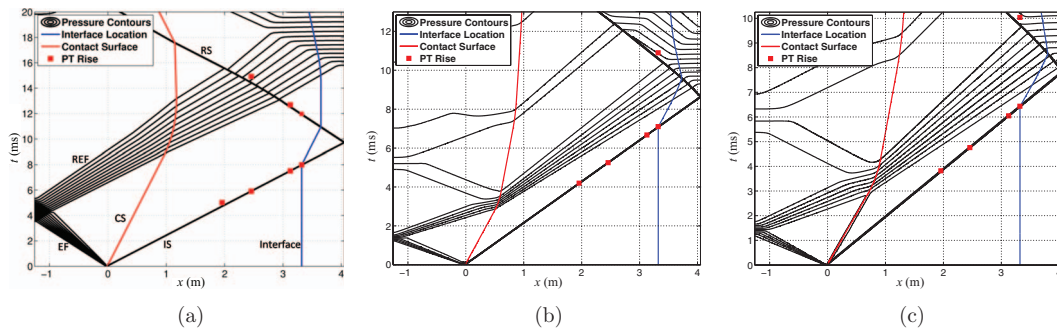 20
18
16
14
12
10
8
6
4
2
0
t (ms)
Pressure Contours
Interface Location
Contact Surface
PT Rise
RS
REF
CS
EF
IS
Interface
−1
0
1
2
3
4
x (m)
(a)
12
10
8
6
4
2
0
t (ms)
Pressure Contours
Interface Location
Contact Surface
PT Rise
−1
0
1
2
3
4
x (m)
(b)
10
9
8
7
6
5
4
3
2
1
0
t (ms)
Pressure Contours
Interface Location
Contact Surface
PT Rise
−1
0
1
2
3
4
x (m)
(c)